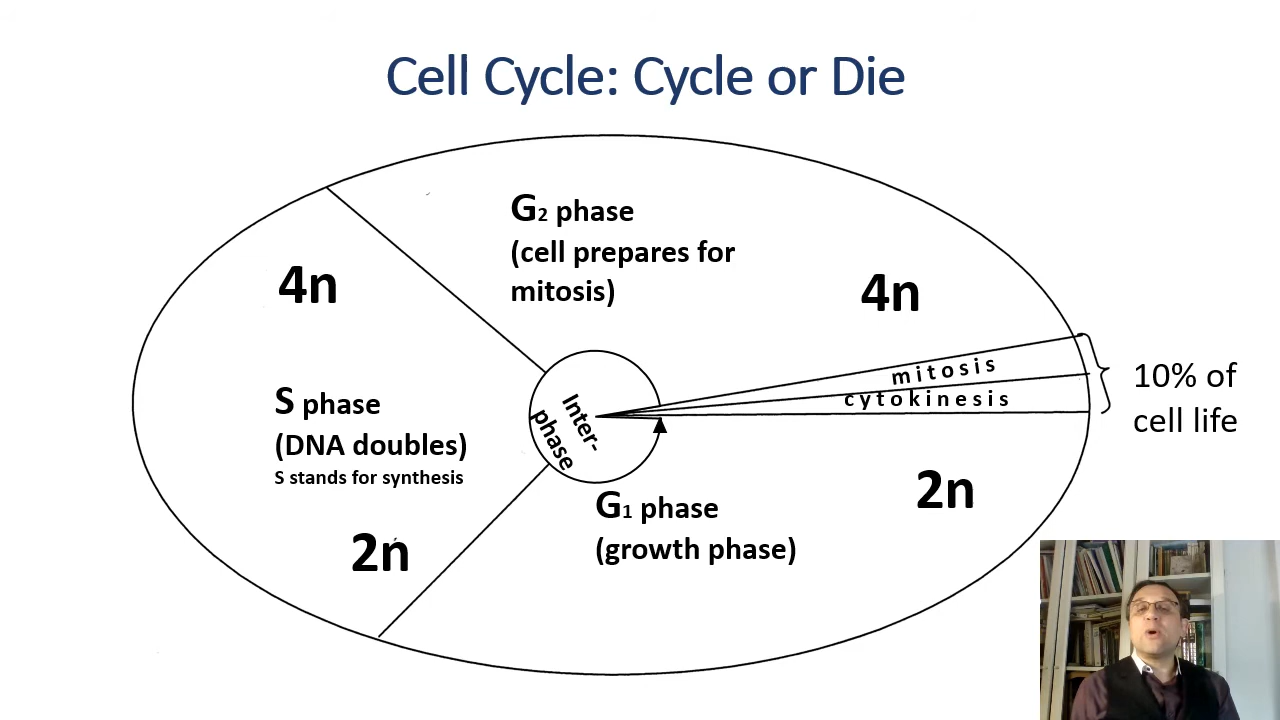 Cell Cycle: Cycle or Die
G2 phase
(cell prepares for
mitosis)
4n
4n
mitosis
cytokinesis
10% of
cell life
S phase
(DNA doubles)
S stands for synthesis
Inter-
phase
2n
G1 phase
(growth phase)
2n